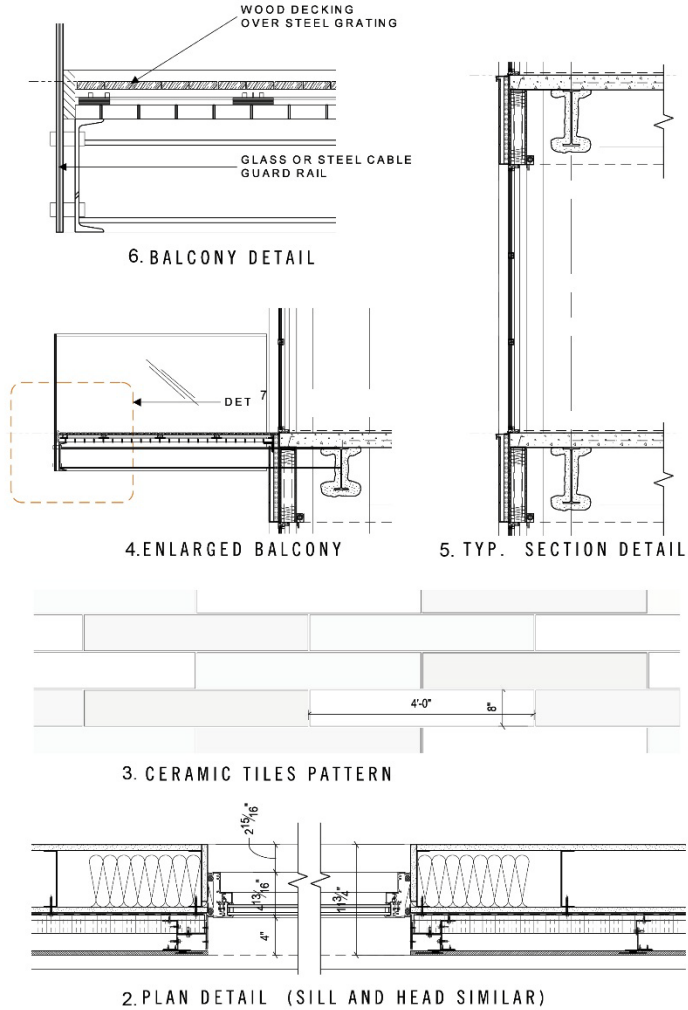 WOOD DECKING
OVER STEEL GRATING
GLASS OR STEEL CABLE
GUARD RAIL
6. BALCONY DETAIL
DET 7
4. ENLARGED BALCONY
5. TYP. SECTION DETAIL
4'-0"
8"
3. CERAMIC TILES PATTERN
2 15/16"
4 13/16"
4"
11 3/4"
2. PLAN DETAIL (SILL AND HEAD SIMILAR)